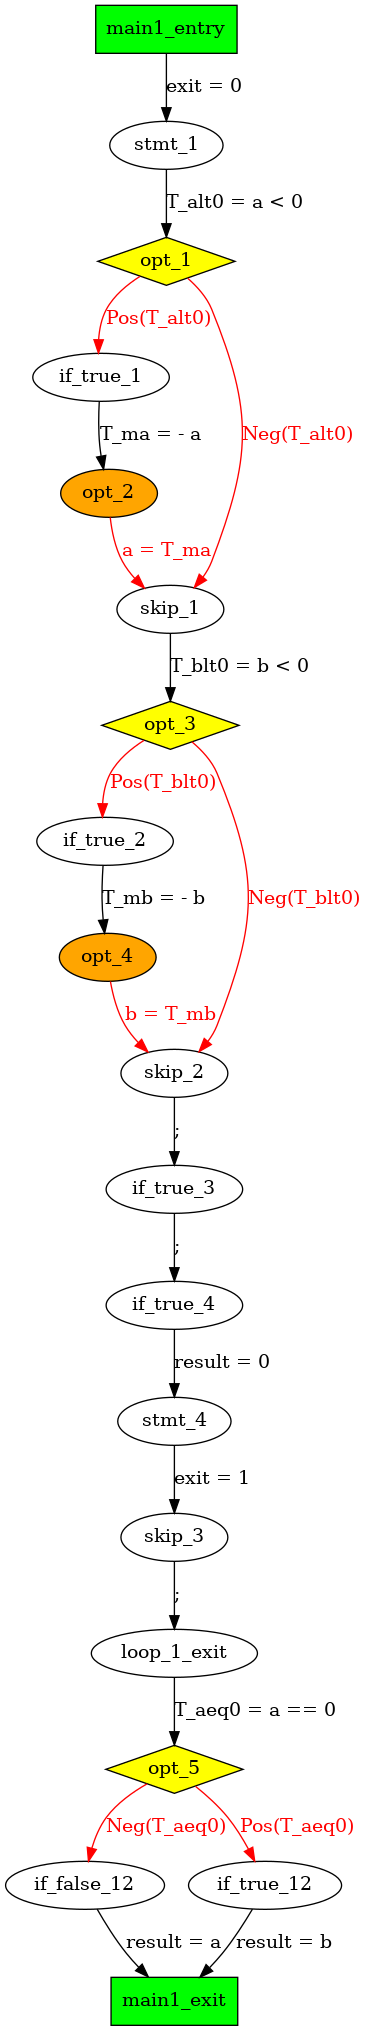 main1_entry
exit = 0
stmt_1
T_alt0 = a < 0
opt_1
Pos(T_alt0)
if_true_1
T_ma = - a
Neg(T_alt0)
opt_2
a = T_ma
skip_1
T_blt0 = b < 0
opt_3
Pos(T_blt0)
if_true_2
T_mb = - b
Neg(T_blt0)
opt_4
b = T_mb
skip_2
;
if_true_3
;
if_true_4
result = 0
stmt_4
exit = 1
skip_3
;
loop_1_exit
T_aeq0 = a == 0
opt_5
Neg(T_aeq0)
Pos(T_aeq0)
if_false_12
if_true_12
result = a
result = b
main1_exit